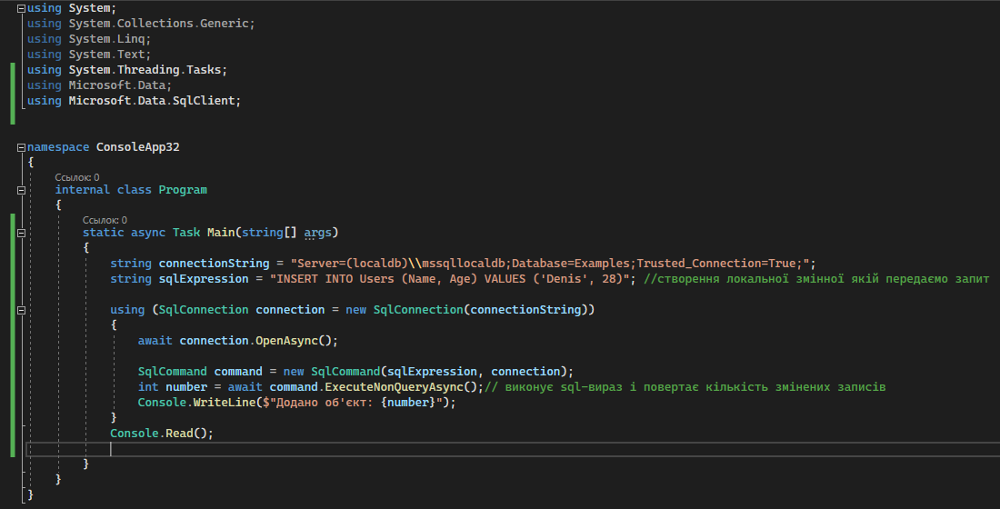 using System;
using System.Collections.Generic;
using System.Linq;
using System.Text;
using System.Threading.Tasks;
using Microsoft.Data;
using Microsoft.Data.SqlClient;
namespace ConsoleApp32
{
Ссылок: 0
internal class Program
{
Ссылок: 0
static async Task Main(string[] args)
{
string connectionString = "Server=(localdb)\\mssqllocaldb;Database=Examples;Trusted_Connection=True;";
string sqlExpression = "INSERT INTO Users (Name, Age) VALUES ('Denis', 28)"; //створення локальної змінної якій передаємо запит
using (SqlConnection connection = new SqlConnection(connectionString))
{
await connection.OpenAsync();
SqlCommand command = new SqlCommand(sqlExpression, connection);
int number = await command.ExecuteNonQueryAsync();// виконує sql-вираз і повертає кількість змінених записів
Console.WriteLine($"Додано об'єкт: {number}");
}
Console.Read();
}
}
}